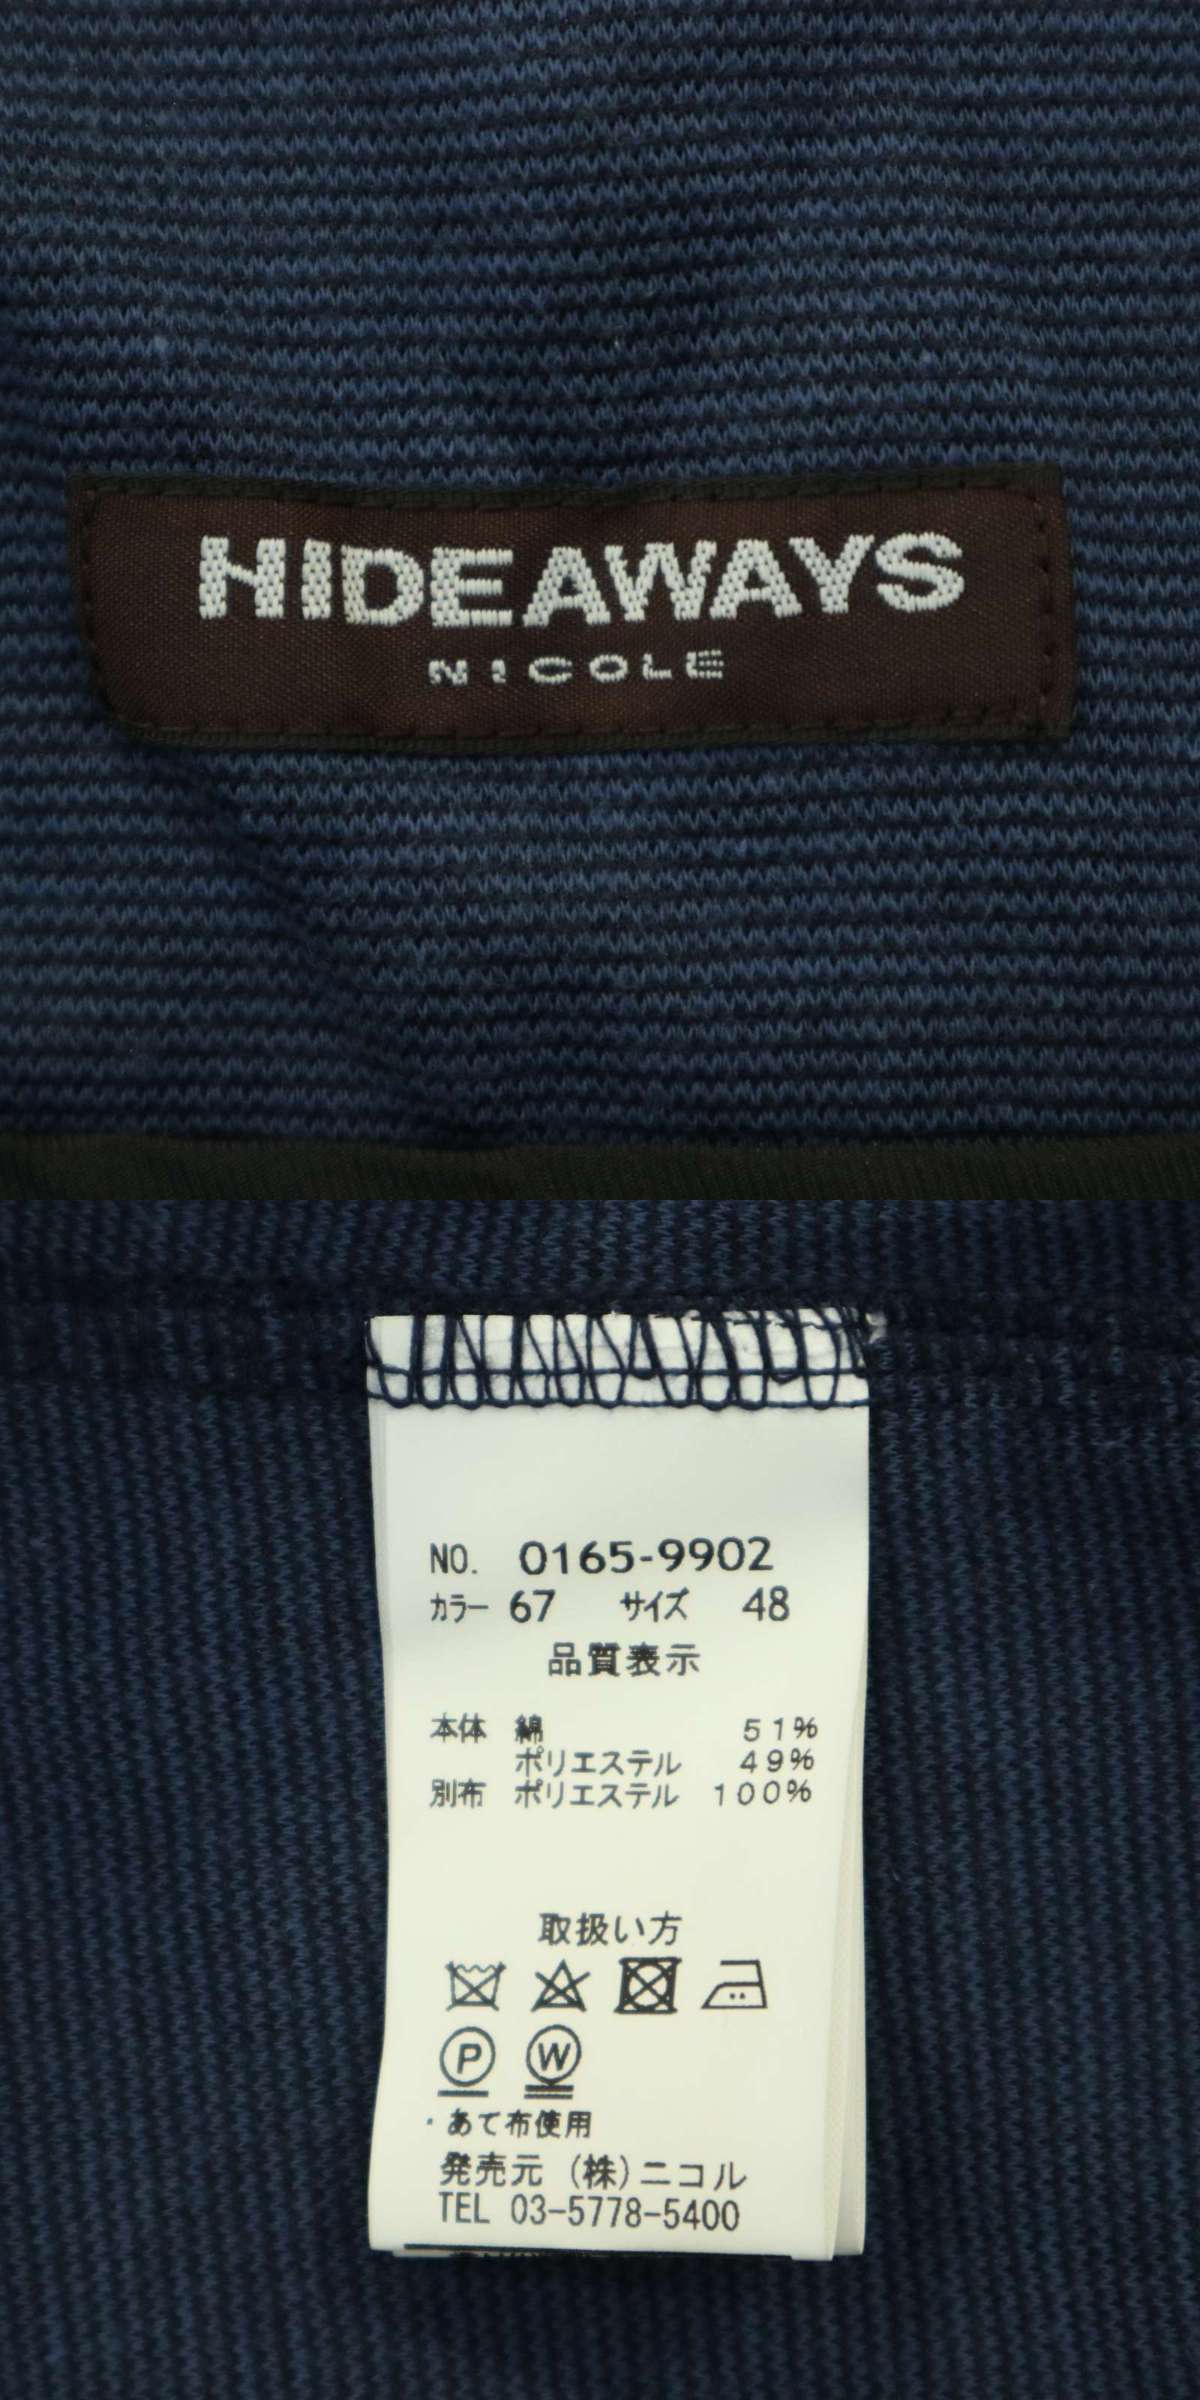 HIDEAWAYS
NICOLE
NO. 0165-9902
カラー 67 サイズ 48
品質表示
本体 綿 51%
ポリエステル 49%
別布 ポリエステル 100%
取扱い方
P W
・あて布使用
発売元 (株)ニコル
TEL 03-5778-5400